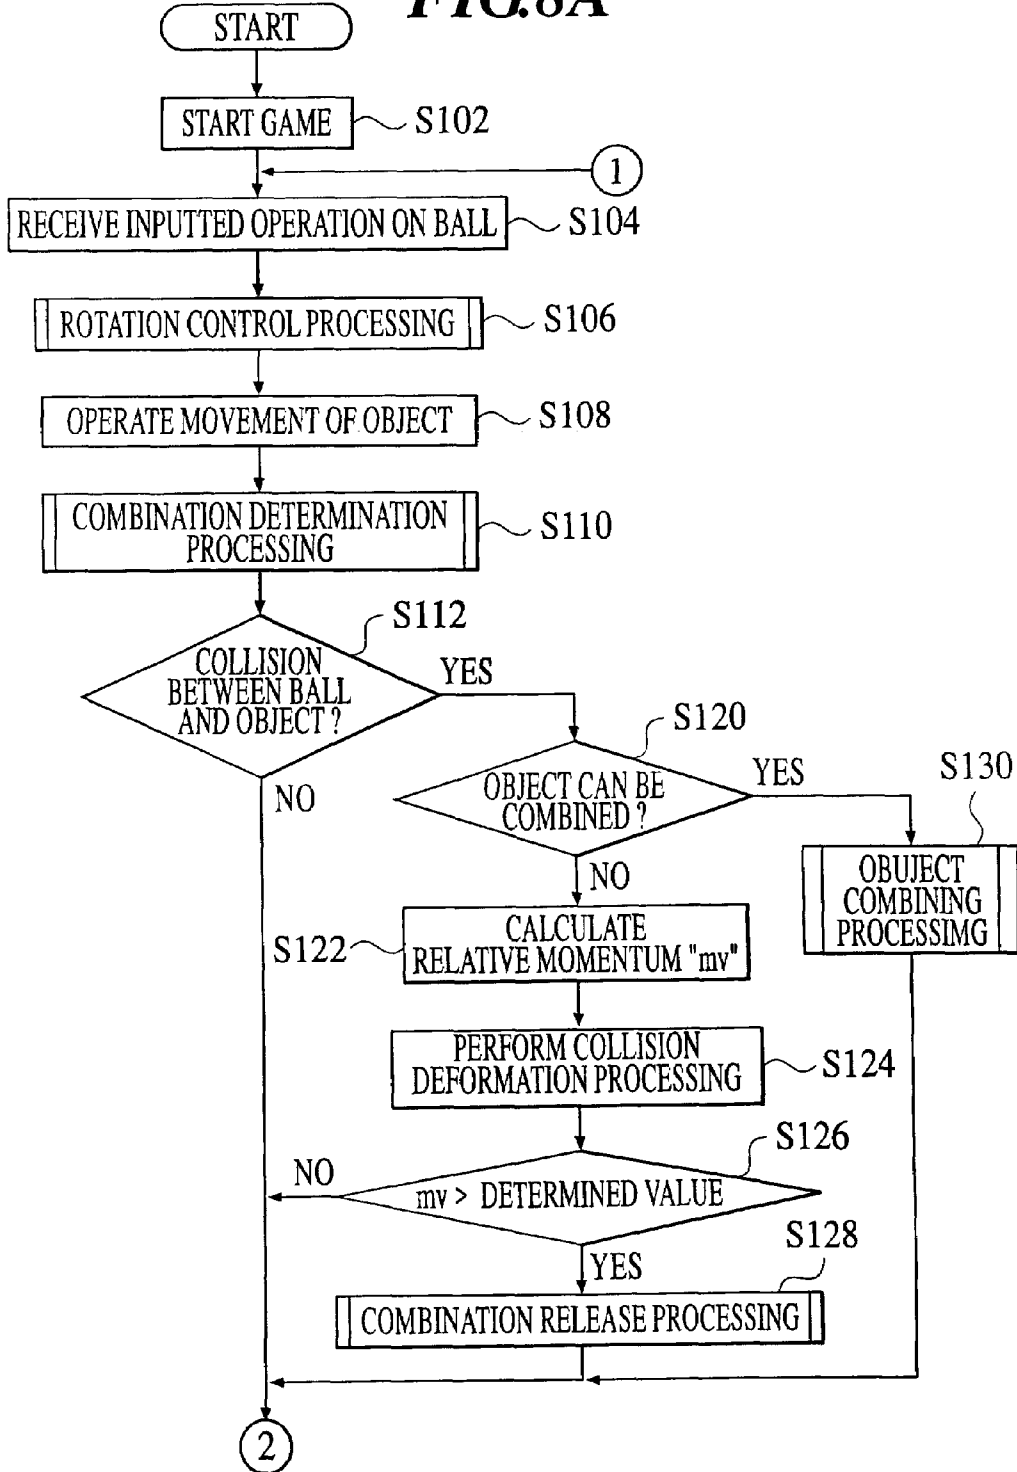 FIG.8A
START
START GAME
S102
1
RECEIVE INPUTTED OPERATION ON BALL
S104
ROTATION CONTROL PROCESSING
S106
OPERATE MOVEMENT OF OBJECT
S108
COMBINATION DETERMINATION
PROCESSING
S110
S112
COLLISION
BETWEEN BALL
AND OBJECT ?
YES
NO
S120
OBJECT CAN BE
COMBINED ?
YES
NO
S130
OBUJECT
COMBINING
PROCESSIMG
S122
CALCULATE
RELATIVE MOMENTUM "mv"
PERFORM COLLISION
DEFORMATION PROCESSING
S124
S126
NO
mv > DETERMINED VALUE
YES
S128
COMBINATION RELEASE PROCESSING
2